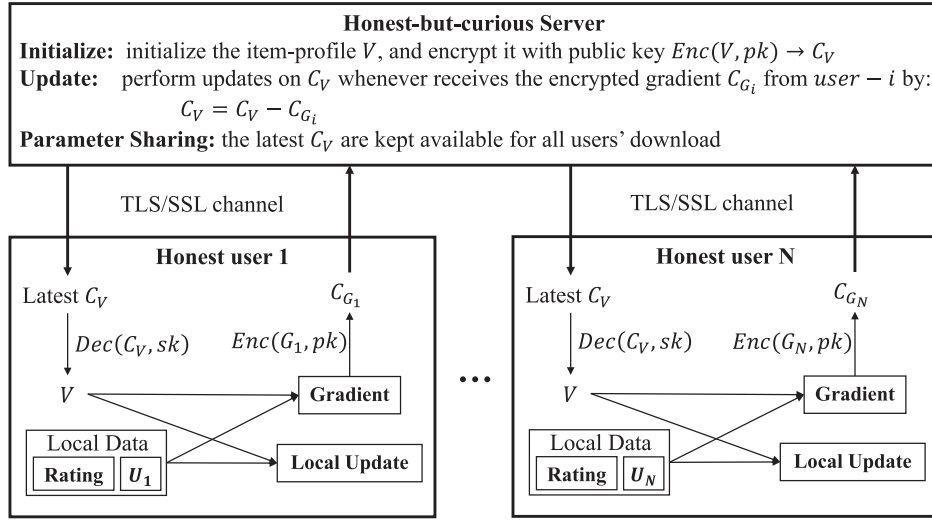 Honest-but-curious Server
Initialize: initialize the item-profile V, and encrypt it with public key Enc(V, pk) → C_V
Update: perform updates on C_V whenever receives the encrypted gradient C_{G_i} from user − i by:
C_V = C_V − C_{G_i}
Parameter Sharing: the latest C_V are kept available for all users' download
TLS/SSL channel
TLS/SSL channel
Honest user 1
Latest C_V
C_{G_1}
Dec(C_V, sk)
Enc(G_1, pk)
V
Gradient
Local Data
Rating
U_1
Local Update
...
Honest user N
Latest C_V
C_{G_N}
Dec(C_V, sk)
Enc(G_N, pk)
V
Gradient
Local Data
Rating
U_N
Local Update